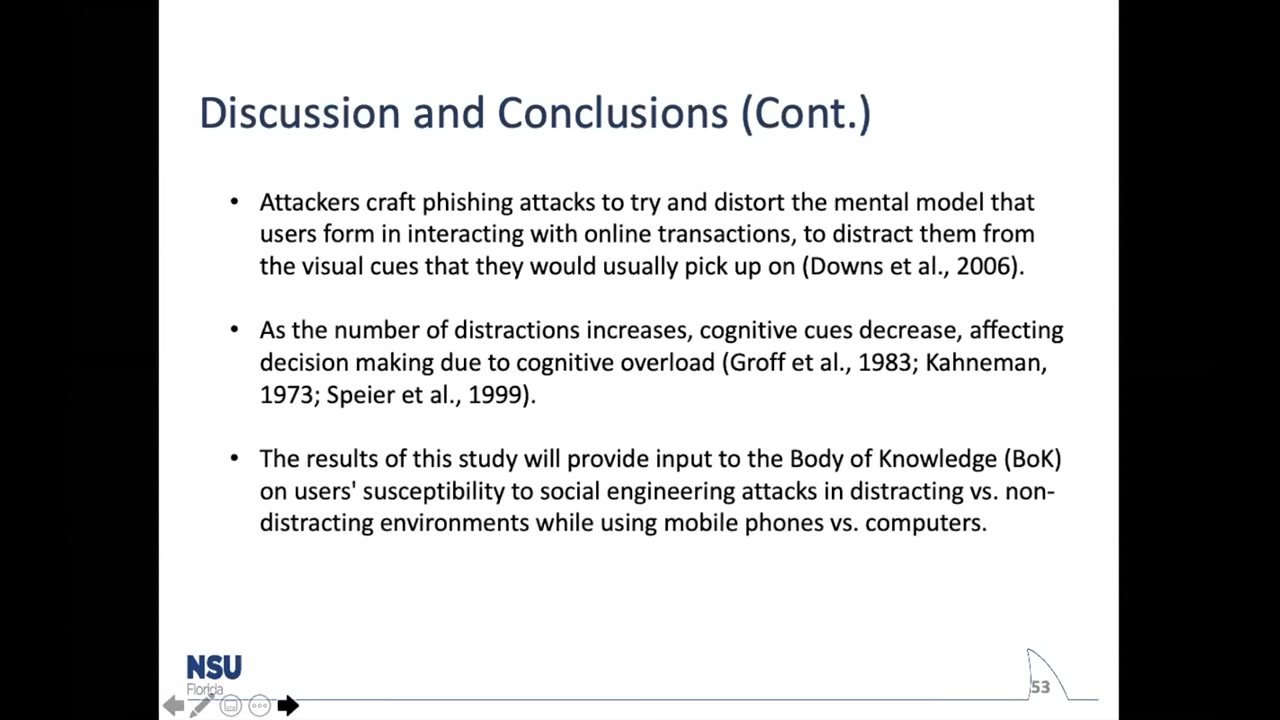 Discussion and Conclusions (Cont.)
• Attackers craft phishing attacks to try and distort the mental model that
users form in interacting with online transactions, to distract them from
the visual cues that they would usually pick up on (Downs et al., 2006).
• As the number of distractions increases, cognitive cues decrease, affecting
decision making due to cognitive overload (Groff et al., 1983; Kahneman,
1973; Speier et al., 1999).
• The results of this study will provide input to the Body of Knowledge (BoK)
on users' susceptibility to social engineering attacks in distracting vs. non-
distracting environments while using mobile phones vs. computers.
NSU
Florida
53